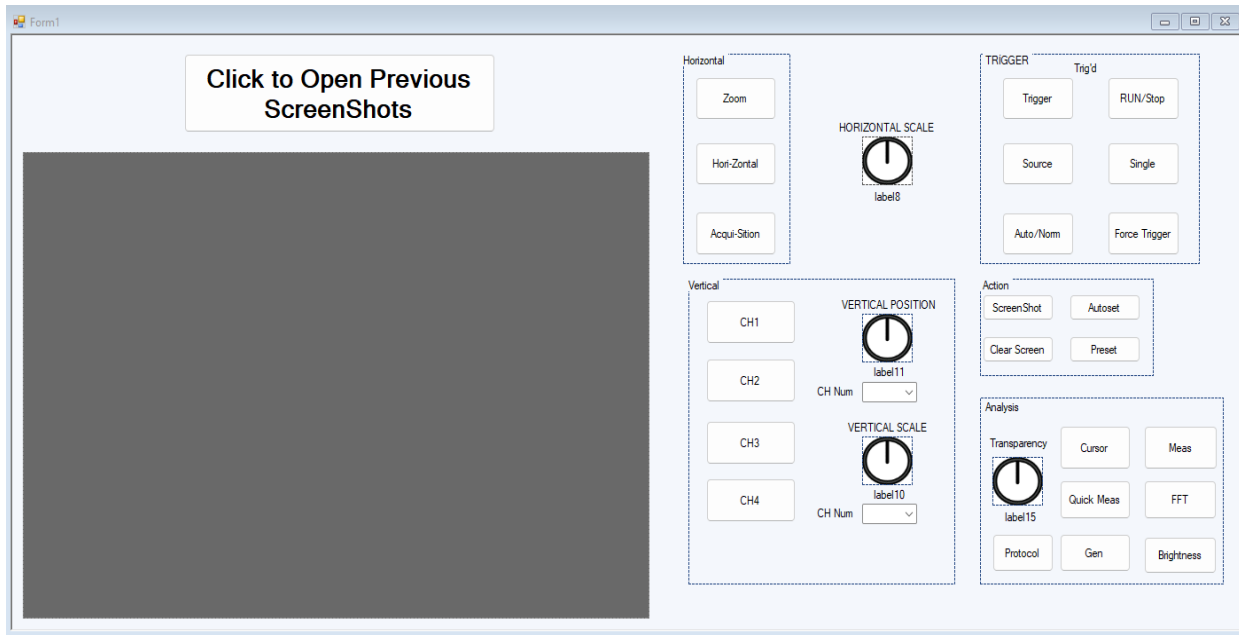 Form1
Click to Open Previous
ScreenShots
Horizontal
Zoom
Hori-Zontal
Acqui-Sition
HORIZONTAL SCALE
label8
TRIGGER
Trig'd
Trigger
RUN/Stop
Source
Single
Auto/Norm
Force Trigger
Vertical
CH1
CH2
CH3
CH4
VERTICAL POSITION
label11
CH Num
VERTICAL SCALE
label10
CH Num
Action
ScreenShot
Autoset
Clear Screen
Preset
Analysis
Transparency
label15
Cursor
Meas
Quick Meas
FFT
Protocol
Gen
Brightness